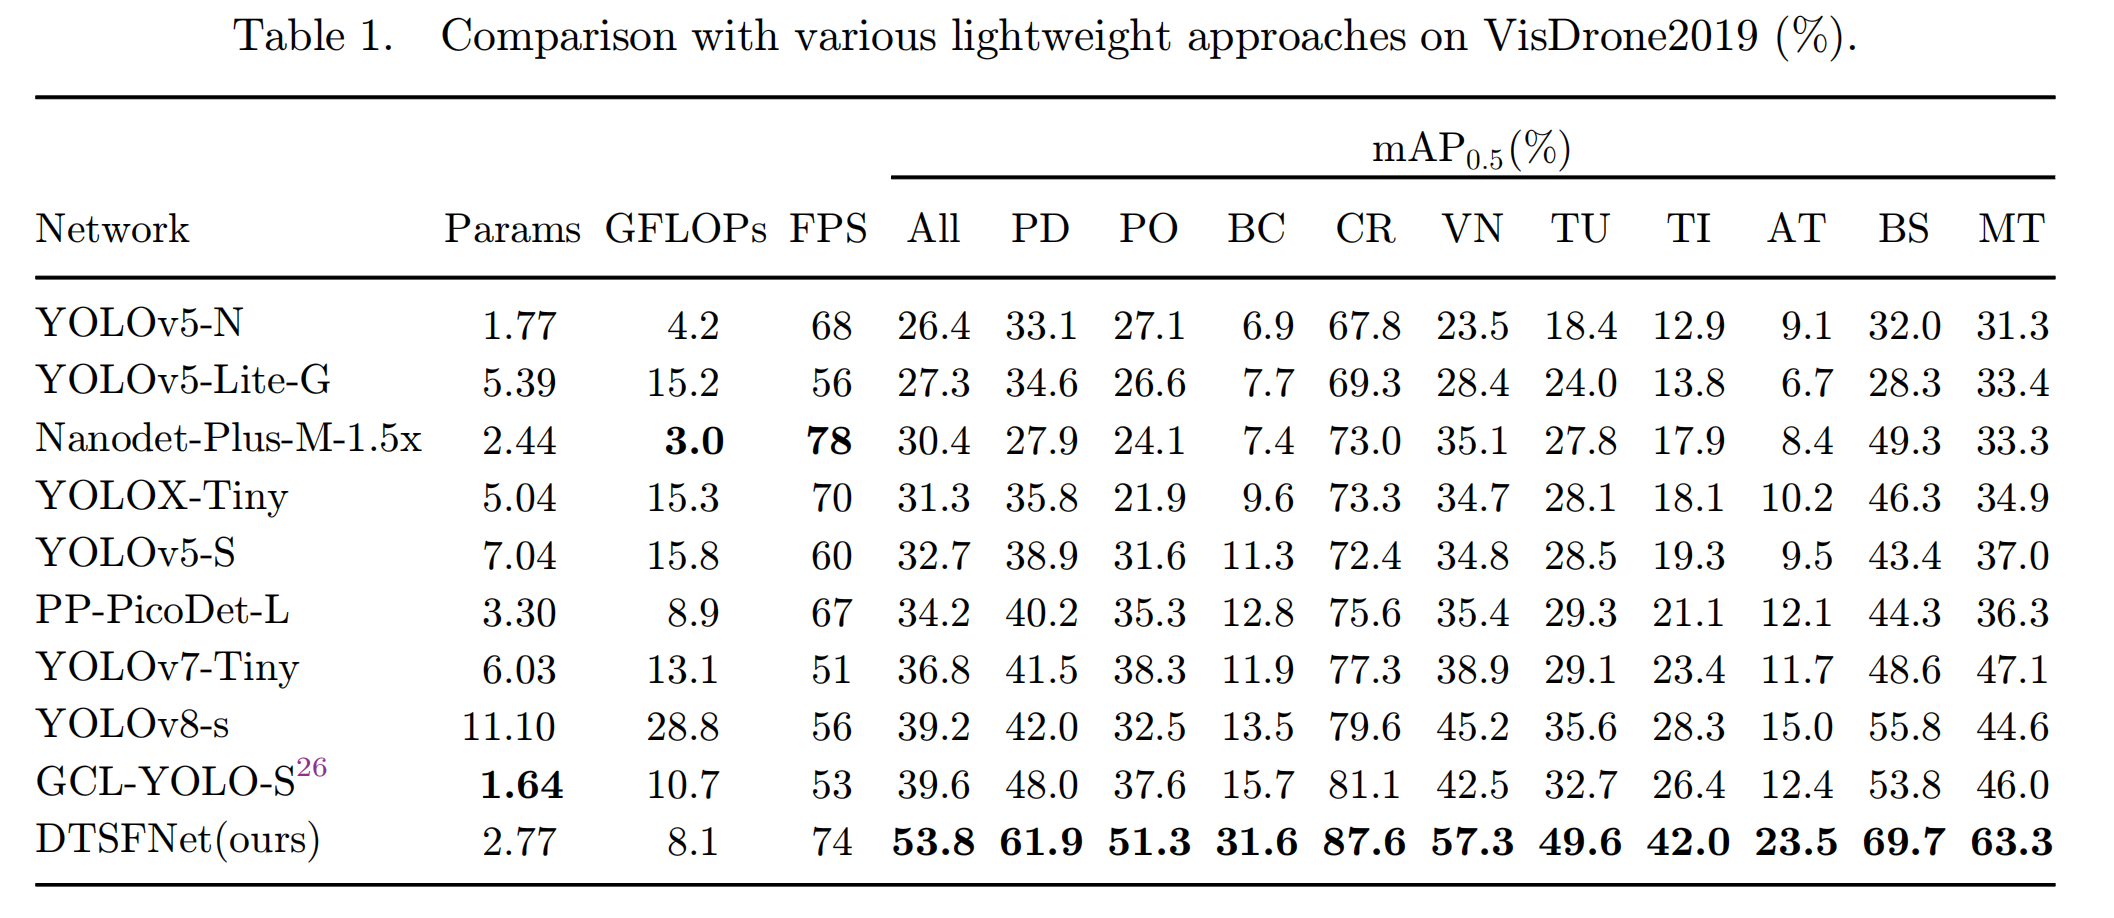 Table 1. Comparison with various lightweight approaches on VisDrone2019 (%).
mAP0.5(%)
Network Params GFLOPs FPS All PD PO BC CR VN TU TI AT BS MT
YOLOv5-N 1.77 4.2 68 26.4 33.1 27.1 6.9 67.8 23.5 18.4 12.9 9.1 32.0 31.3
YOLOv5-Lite-G 5.39 15.2 56 27.3 34.6 26.6 7.7 69.3 28.4 24.0 13.8 6.7 28.3 33.4
Nanodet-Plus-M-1.5x 2.44 3.0 78 30.4 27.9 24.1 7.4 73.0 35.1 27.8 17.9 8.4 49.3 33.3
YOLOX-Tiny 5.04 15.3 70 31.3 35.8 21.9 9.6 73.3 34.7 28.1 18.1 10.2 46.3 34.9
YOLOv5-S 7.04 15.8 60 32.7 38.9 31.6 11.3 72.4 34.8 28.5 19.3 9.5 43.4 37.0
PP-PicoDet-L 3.30 8.9 67 34.2 40.2 35.3 12.8 75.6 35.4 29.3 21.1 12.1 44.3 36.3
YOLOv7-Tiny 6.03 13.1 51 36.8 41.5 38.3 11.9 77.3 38.9 29.1 23.4 11.7 48.6 47.1
YOLOv8-s 11.10 28.8 56 39.2 42.0 32.5 13.5 79.6 45.2 35.6 28.3 15.0 55.8 44.6
GCL-YOLO-S26 1.64 10.7 53 39.6 48.0 37.6 15.7 81.1 42.5 32.7 26.4 12.4 53.8 46.0
DTSFNet(ours) 2.77 8.1 74 53.8 61.9 51.3 31.6 87.6 57.3 49.6 42.0 23.5 69.7 63.3